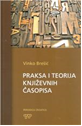 Vinko Brešić
PRAKSA I TEORIJA
KNJIŽEVNIH
ČASOPISA